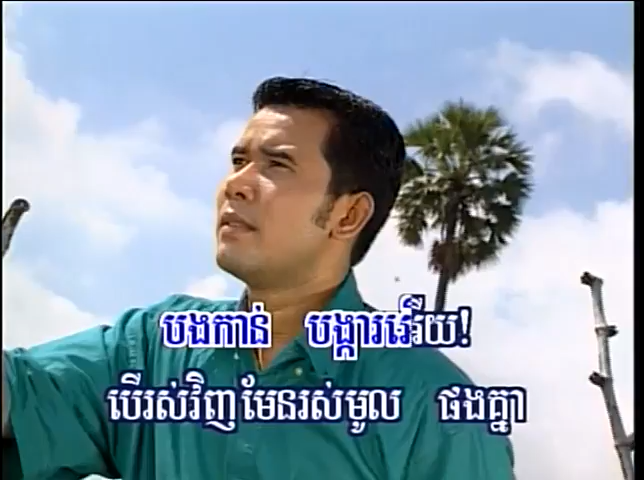 បងកាន់ បង្ការអើយ!
បើរស់វិញមែនរស់មូល ផងគ្នា